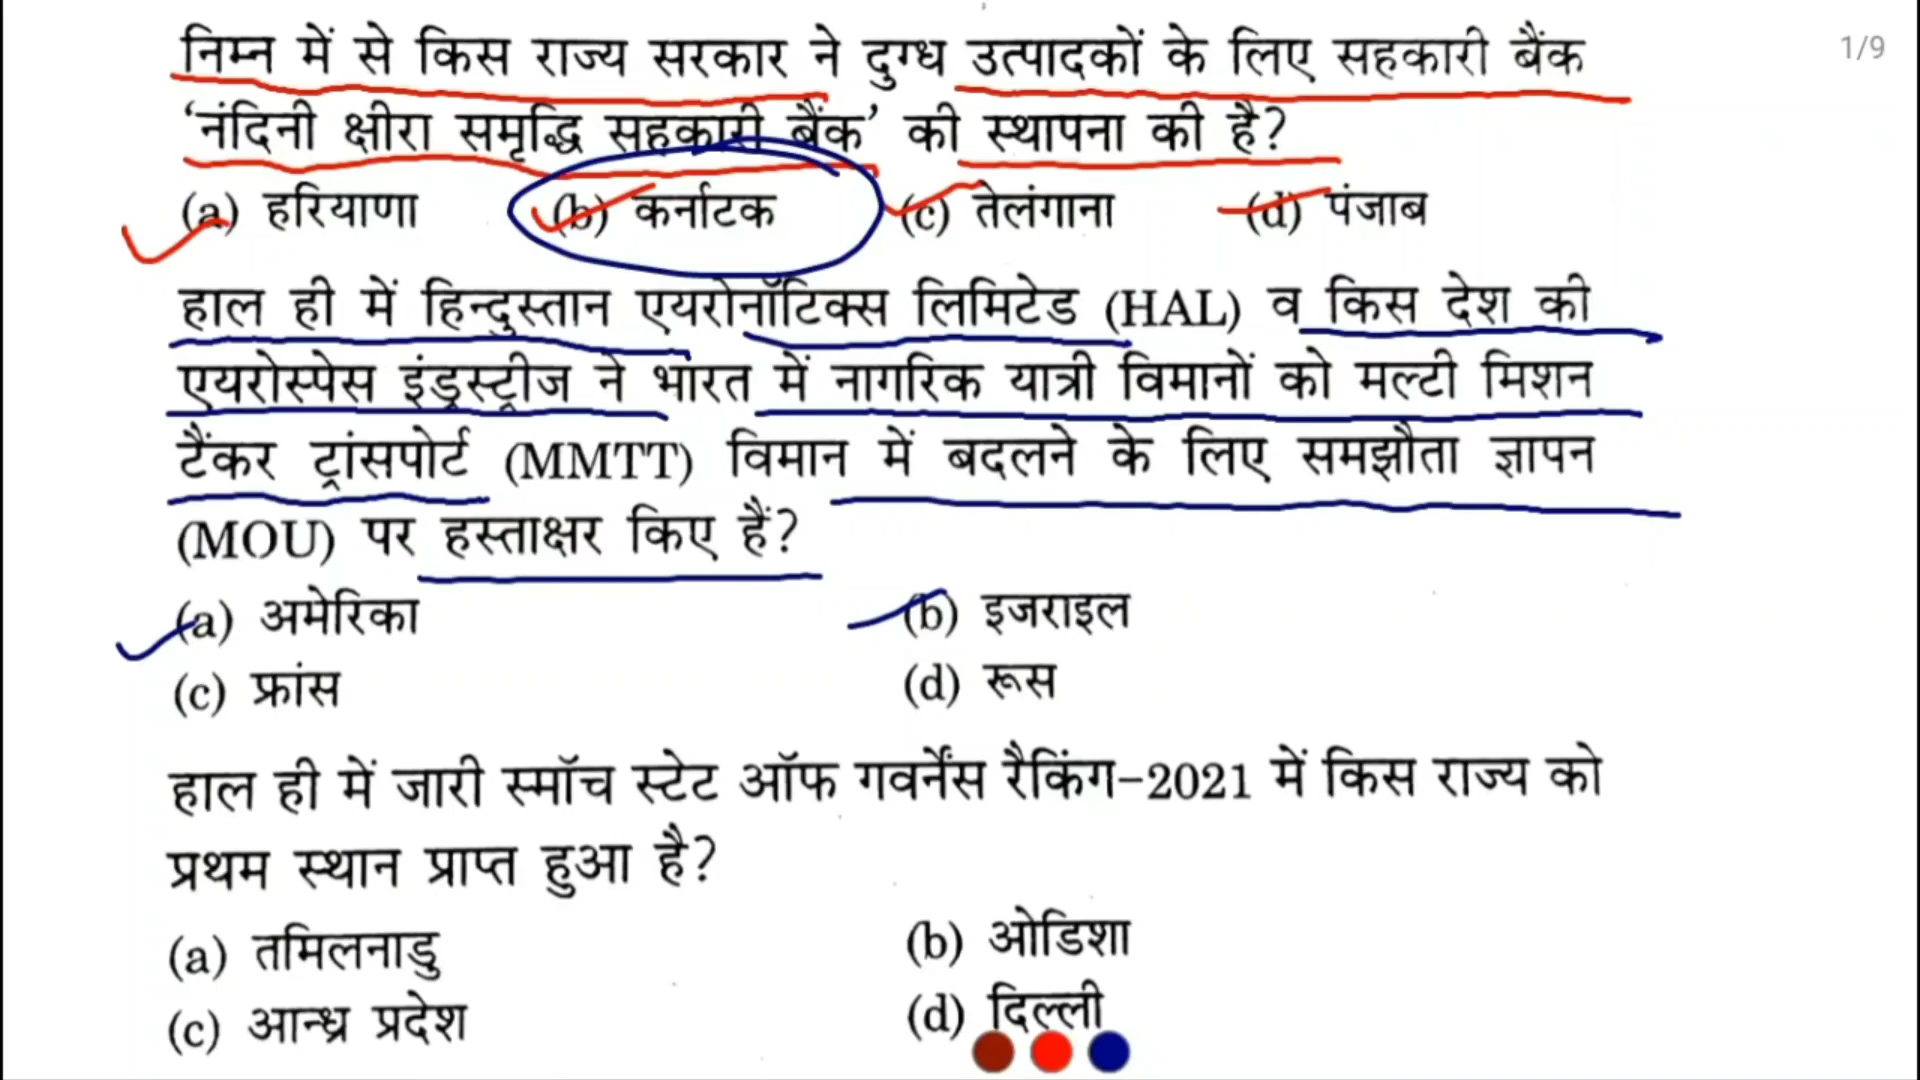 1/9
निम्न में से किस राज्य सरकार ने दुग्ध उत्पादकों के लिए सहकारी बैंक
‘नंदिनी क्षीरा समृद्धि सहकारी बैंक’ की स्थापना की है?
(a) हरियाणा (b) कर्नाटक (c) तेलंगाना (d) पंजाब
हाल ही में हिन्दुस्तान एयरोनॉटिक्स लिमिटेड (HAL) व किस देश की
एयरोस्पेस इंड्रस्ट्रीज ने भारत में नागरिक यात्री विमानों को मल्टी मिशन
टैंकर ट्रांसपोर्ट (MMTT) विमान में बदलने के लिए समझौता ज्ञापन
(MOU) पर हस्ताक्षर किए हैं?
(a) अमेरिका (b) इजराइल
(c) फ्रांस (d) रूस
हाल ही में जारी स्मॉच स्टेट ऑफ गवर्नेंस रैकिंग–2021 में किस राज्य को
प्रथम स्थान प्राप्त हुआ है?
(a) तमिलनाडु (b) ओडिशा
(c) आन्ध्र प्रदेश (d) दिल्ली